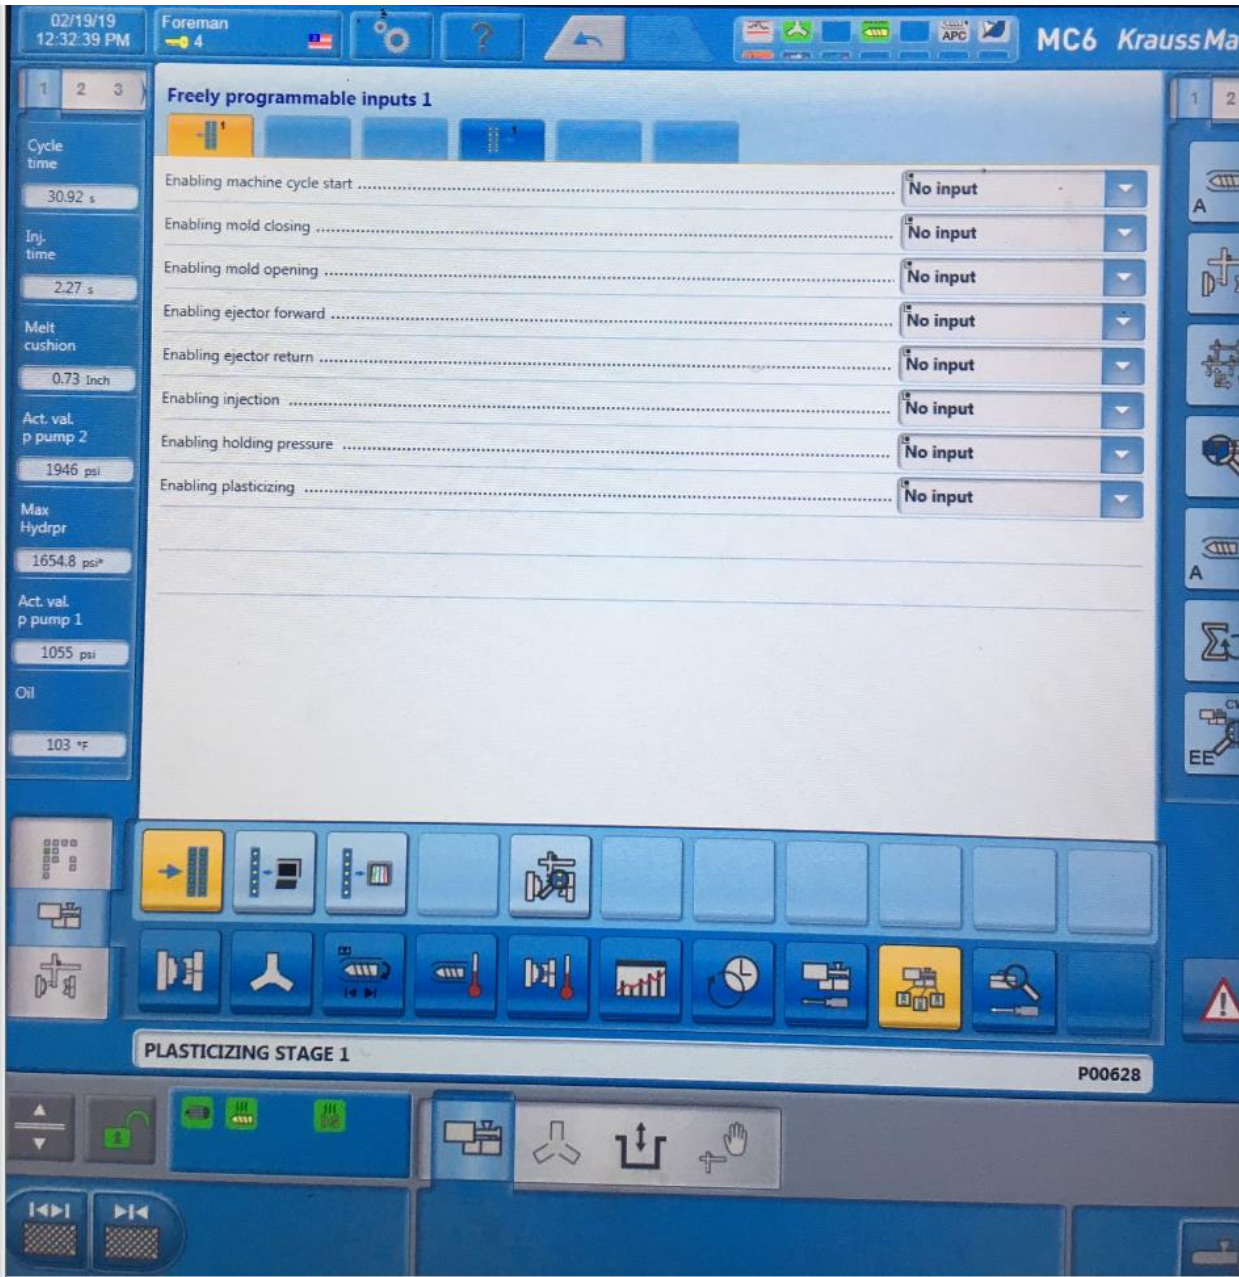 02/19/19
12:32:39 PM
Foreman
4
?
APC
MC6 KraussMa
1 2 3
Freely programmable inputs 1
1 2
1
1
Cycle
time
30.92 s
Inj.
time
2.27 s
Melt
cushion
0.73 Inch
Act. val.
p pump 2
1946 psi
Max
Hydrpr
1654.8 psi*
Act. val.
p pump 1
1055 psi
Oil
103 °F
Enabling machine cycle start No input
Enabling mold closing No input
Enabling mold opening No input
Enabling ejector forward No input
Enabling ejector return No input
Enabling injection No input
Enabling holding pressure No input
Enabling plasticizing No input
A
A
EE
PLASTICIZING STAGE 1
P00628